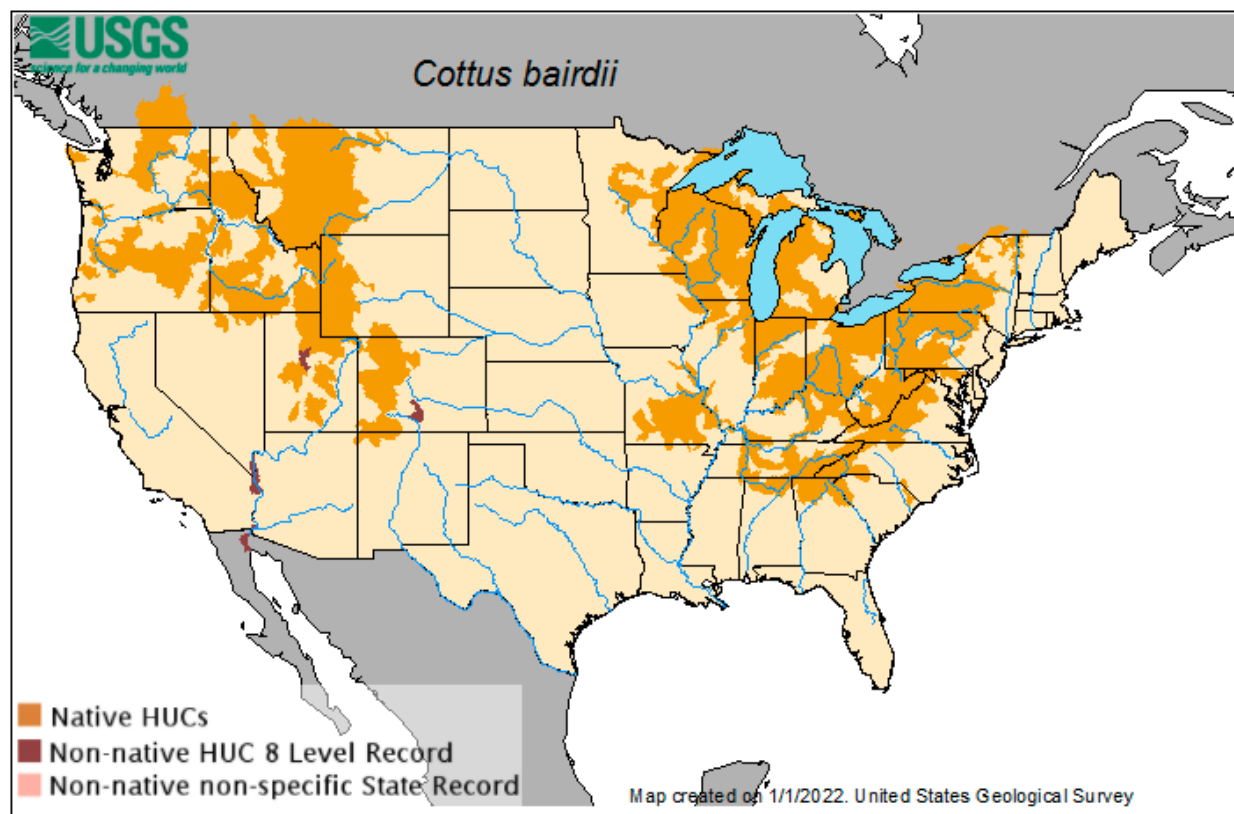 USGS
science for a changing world
Cottus bairdii
Native HUCs
Non-native HUC 8 Level Record
Non-native non-specific State Record
Map created on 1/1/2022. United States Geological Survey